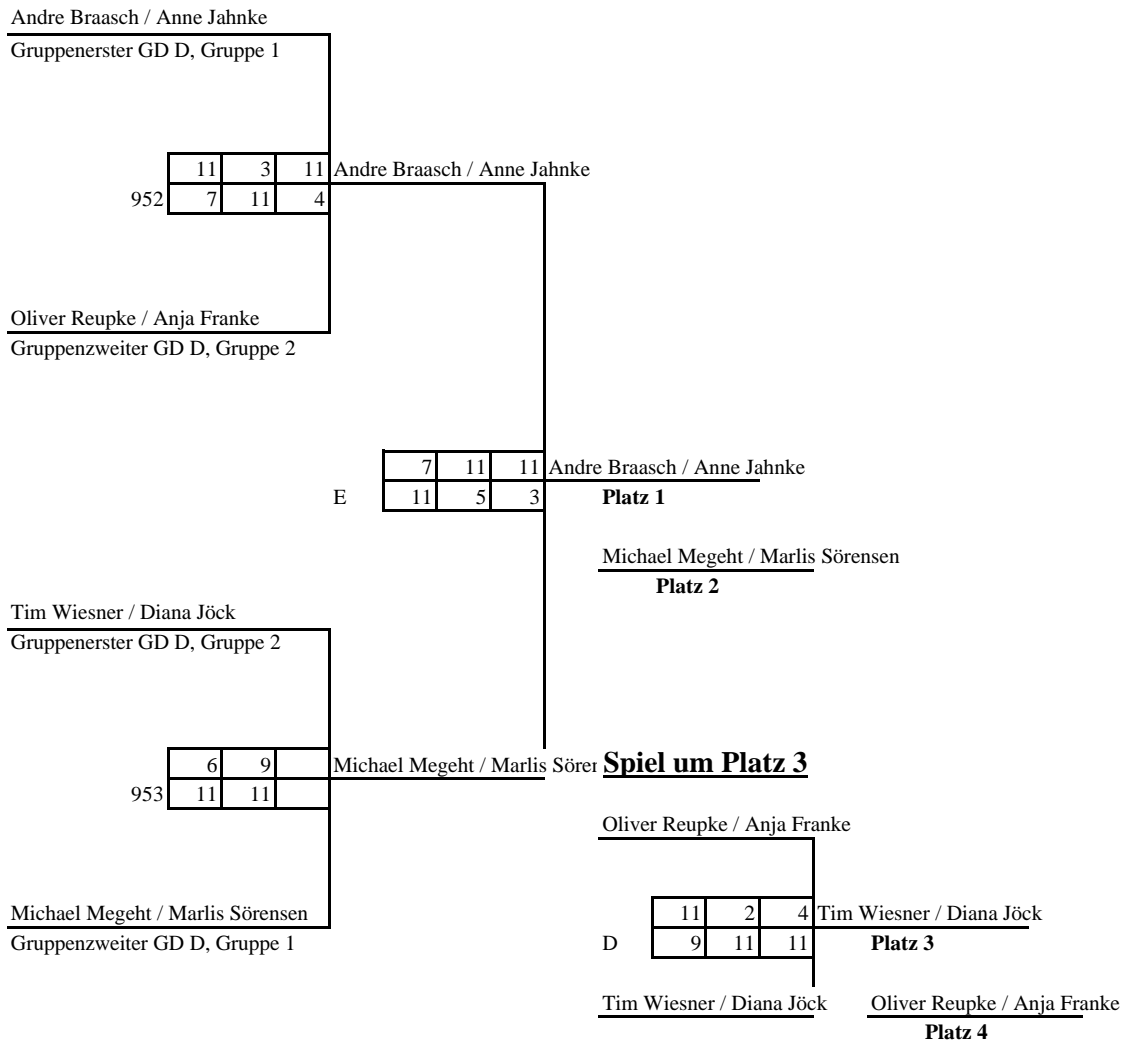 Andre Braasch / Anne Jahnke
Gruppenerster GD D, Gruppe 1
11 3 11 Andre Braasch / Anne Jahnke
952 7 11 4
Oliver Reupke / Anja Franke
Gruppenzweiter GD D, Gruppe 2
7 11 11 Andre Braasch / Anne Jahnke
E 11 5 3 Platz 1
Michael Megeht / Marlis Sörensen
Platz 2
Tim Wiesner / Diana Jöck
Gruppenerster GD D, Gruppe 2
6 9 Michael Megeht / Marlis Sörer Spiel um Platz 3
953 11 11
Oliver Reupke / Anja Franke
Michael Megeht / Marlis Sörensen 11 2 4 Tim Wiesner / Diana Jöck
Gruppenzweiter GD D, Gruppe 1 D 9 11 11 Platz 3
Tim Wiesner / Diana Jöck Oliver Reupke / Anja Franke
Platz 4